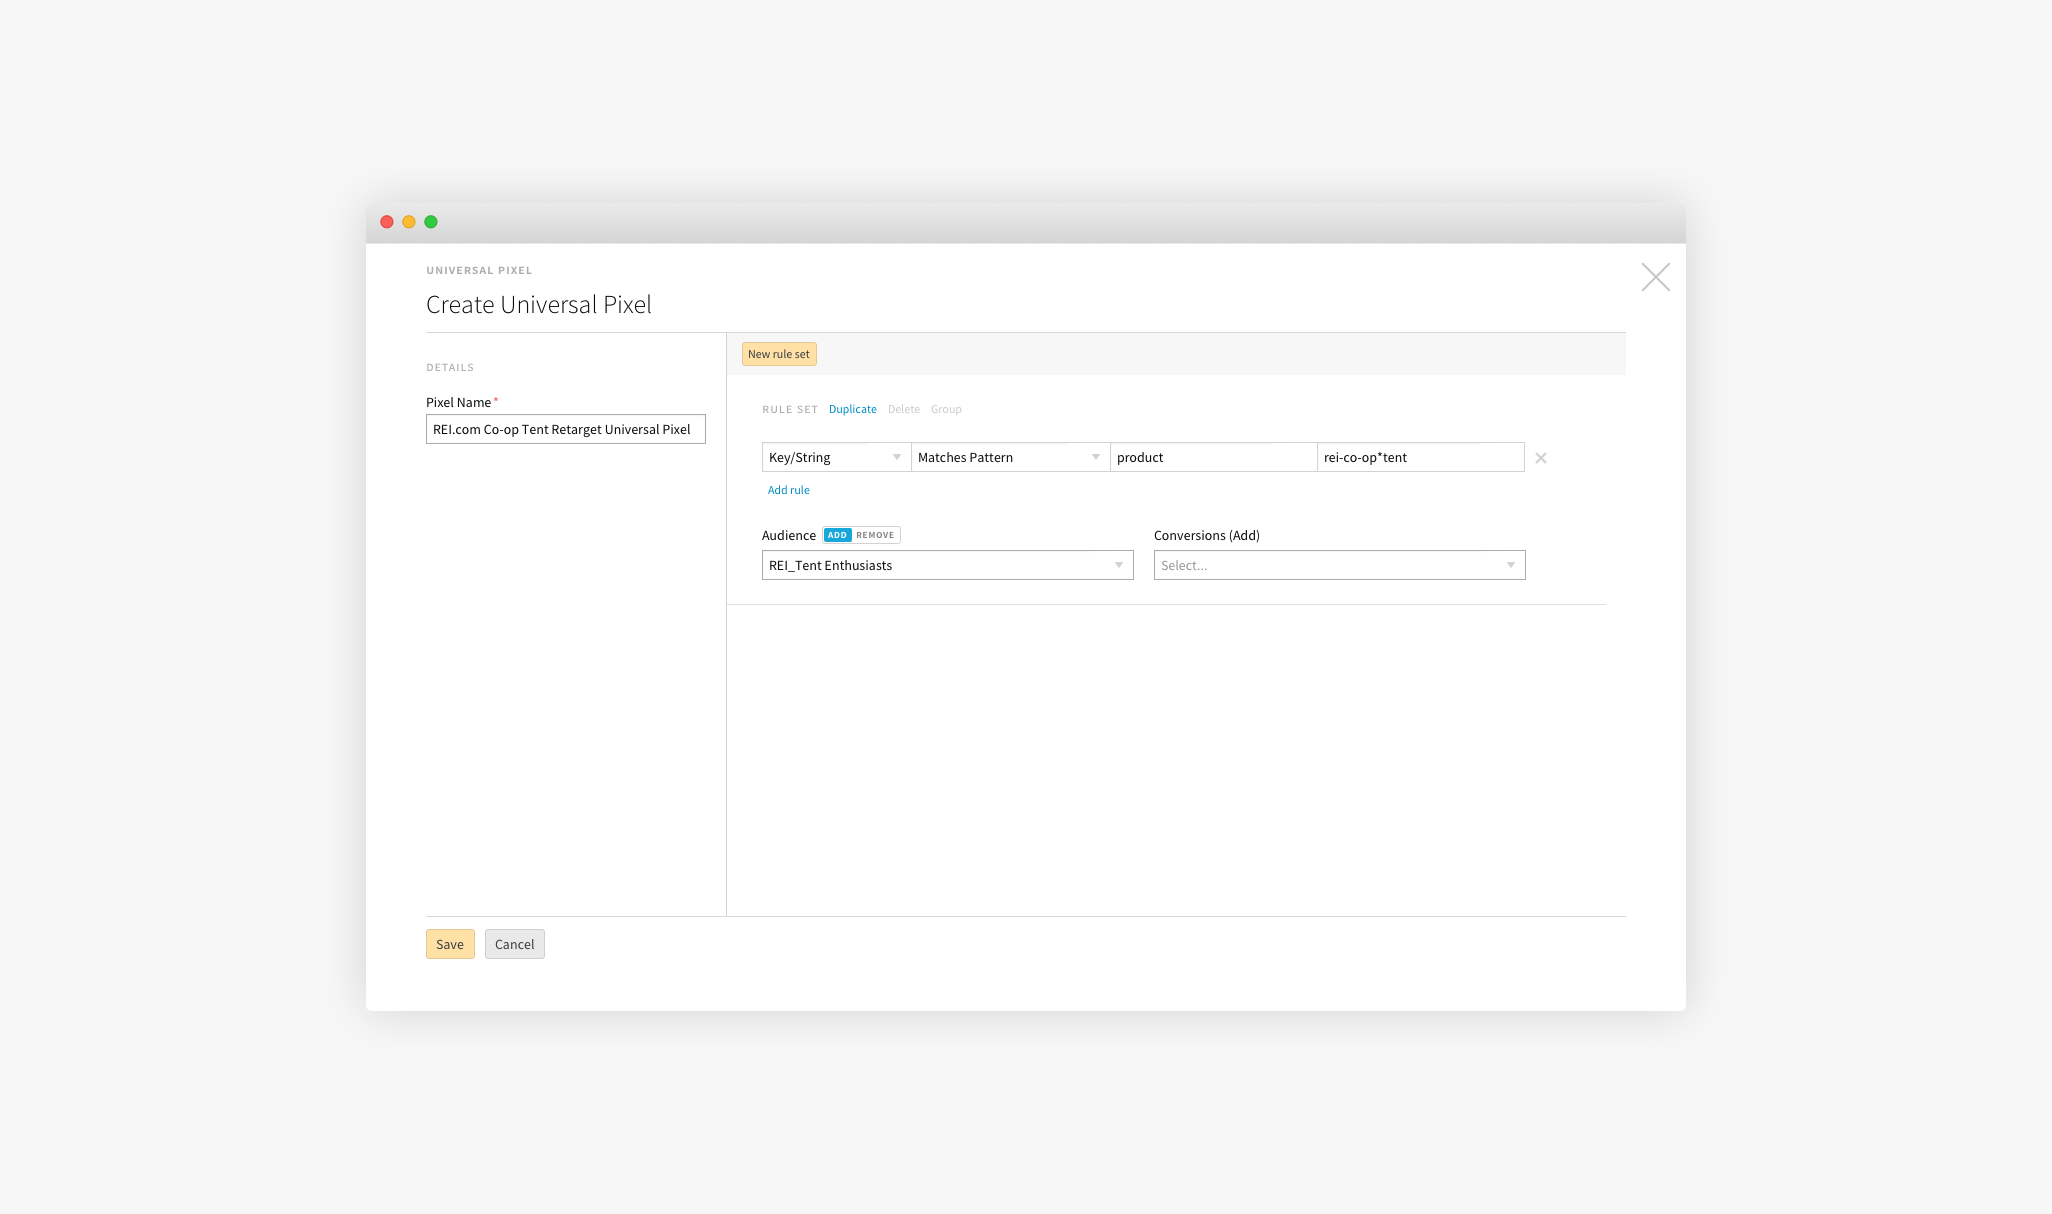 UNIVERSAL PIXEL
Create Universal Pixel
DETAILS
Pixel Name*
REI.com Co-op Tent Retarget Universal Pixel
New rule set
RULE SET Duplicate Delete Group
Key/String Matches Pattern product rei-co-op*tent
Add rule
Audience ADD REMOVE Conversions (Add)
REI_Tent Enthusiasts Select...
Save Cancel